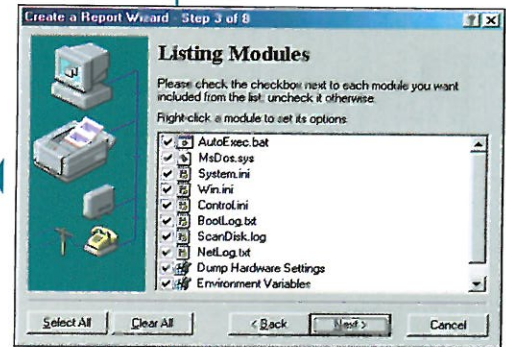 Create a Report Wizard - Step 3 of 8
Listing Modules
Please check the checkbox next to each module you want
included from the list; uncheck it otherwise.
Right-click a module to set its options.
AutoExec.bat
MsDos.sys
System.ini
Win.ini
Control.ini
BootLog.txt
ScanDisk.log
NetLog.txt
Dump Hardware Settings
Environment Variables
Select All
Clear All
< Back
Next >
Cancel